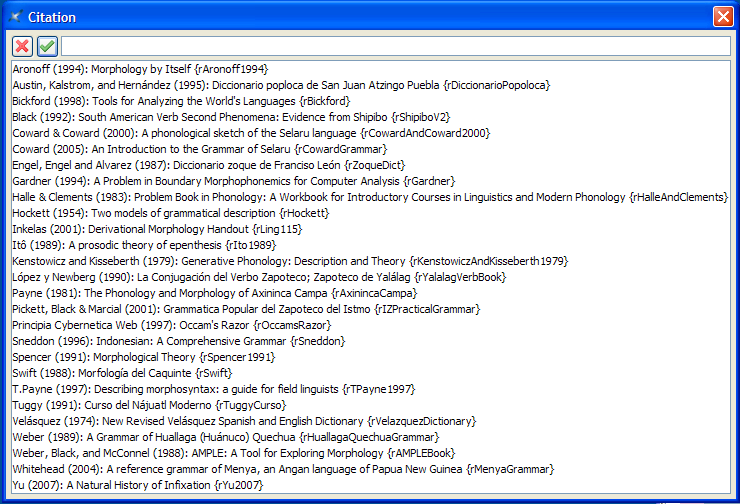 Citation
Aronoff (1994): Morphology by Itself {rAronoff1994}
Austin, Kalstrom, and Hernández (1995): Diccionario popoloca de San Juan Atzingo Puebla {rDiccionarioPopoloca}
Bickford (1998): Tools for Analyzing the World's Languages {rBickford}
Black (1992): South American Verb Second Phenomena: Evidence from Shipibo {rShipiboV2}
Coward & Coward (2000): A phonological sketch of the Selaru language {rCowardAndCoward2000}
Coward (2005): An Introduction to the Grammar of Selaru {rCowardGrammar}
Engel, Engel and Alvarez (1987): Diccionario zoque de Franciso León {rZoqueDict}
Gardner (1994): A Problem in Boundary Morphophonemics for Computer Analysis {rGardner}
Halle & Clements (1983): Problem Book in Phonology: A Workbook for Introductory Courses in Linguistics and Modern Phonology {rHalleAndClements}
Hockett (1954): Two models of grammatical description {rHockett}
Inkelas (2001): Derivational Morphology Handout {rLing115}
Itô (1989): A prosodic theory of epenthesis {rIto1989}
Kenstowicz and Kisseberth (1979): Generative Phonology: Description and Theory {rKenstowiczAndKisseberth1979}
López y Newberg (1990): La Conjugación del Verbo Zapoteco; Zapoteco de Yalálag {rYalalagVerbBook}
Payne (1981): The Phonology and Morphology of Axininca Campa {rAxinincaCampa}
Pickett, Black & Marcial (2001): Grammatica Popular del Zapoteco del Istmo {rIZPracticalGrammar}
Principia Cybernetica Web (1997): Occam's Razor {rOccamsRazor}
Sneddon (1996): Indonesian: A Comprehensive Grammar {rSneddon}
Spencer (1991): Morphological Theory {rSpencer1991}
Swift (1988): Morfología del Caquinte {rSwift}
T.Payne (1997): Describing morphosyntax: a guide for field linguists {rTPayne1997}
Tuggy (1991): Curso del Nájuatl Moderno {rTuggyCurso}
Velásquez (1974): New Revised Velásquez Spanish and English Dictionary {rVelazquezDictionary}
Weber (1989): A Grammar of Huallaga (Huánuco) Quechua {rHuallagaQuechuaGrammar}
Weber, Black, and McConnel (1988): AMPLE: A Tool for Exploring Morphology {rAMPLEBook}
Whitehead (2004): A reference grammar of Menya, an Angan language of Papua New Guinea {rMenyaGrammar}
Yu (2007): A Natural History of Infixation {rYu2007}